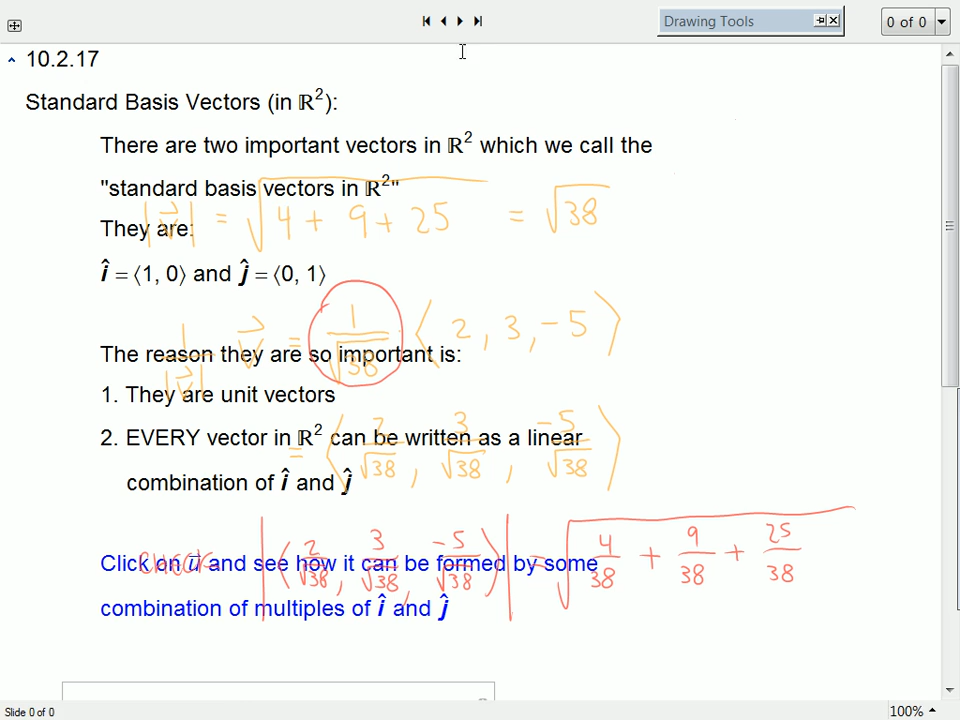 Drawing Tools
0 of 0
10.2.17
Standard Basis Vectors (in ℝ²):
There are two important vectors in ℝ² which we call the
"standard basis vectors in ℝ²"
|v⃗| = √(4 + 9 + 25) = √38
They are:
î = ⟨1, 0⟩ and ĵ = ⟨0, 1⟩
1/|v⃗| v⃗ = 1/√38 ⟨2, 3, -5⟩
The reason they are so important is:
1. They are unit vectors
2. EVERY vector in ℝ² can be written as a linear
= ⟨2/√38, 3/√38, -5/√38⟩
combination of î and ĵ
CHECK |⟨2/√38, 3/√38, -5/√38⟩| = √(4/38 + 9/38 + 25/38)
Click on u⃗ and see how it can be formed by some
combination of multiples of î and ĵ
Slide 0 of 0
100%